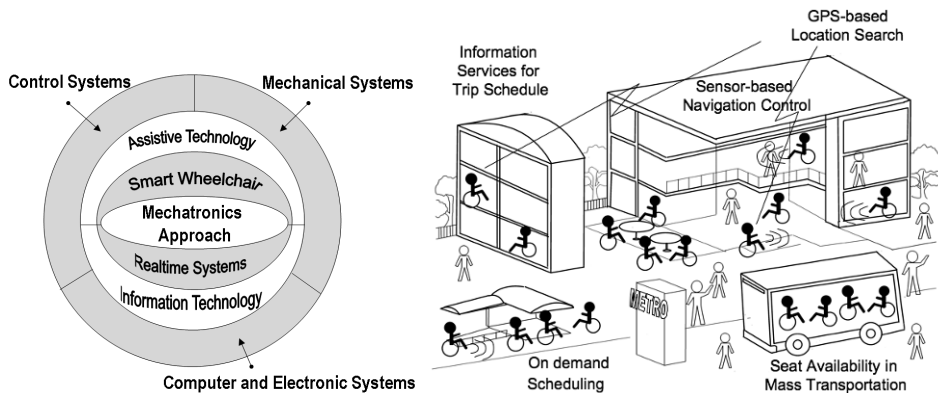 Control Systems
Mechanical Systems
Assistive Technology
Smart Wheelchair
Mechatronics
Approach
Realtime Systems
Information Technology
Computer and Electronic Systems
GPS-based
Location Search
Information
Services for
Trip Schedule
Sensor-based
Navigation Control
METRO
On demand
Scheduling
Seat Availability in
Mass Transportation